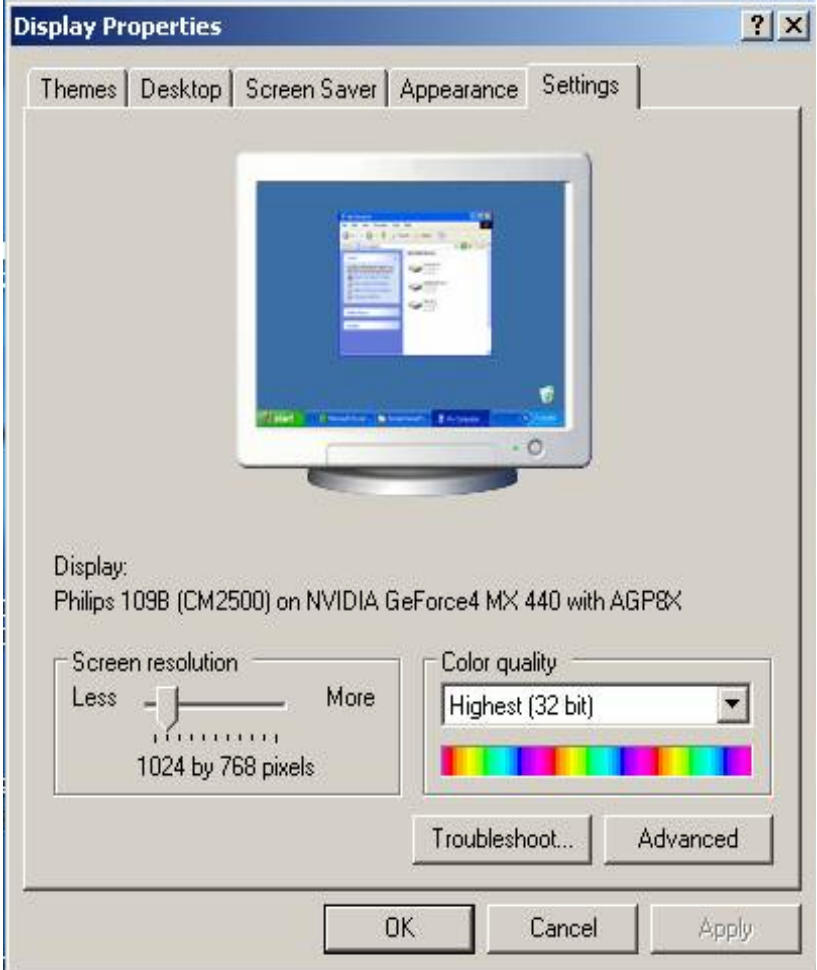 Display Properties
Themes Desktop Screen Saver Appearance Settings
start
Display:
Philips 109B (CM2500) on NVIDIA GeForce4 MX 440 with AGP8X
Screen resolution
Less More
1024 by 768 pixels
Color quality
Highest (32 bit)
Troubleshoot... Advanced
OK Cancel Apply